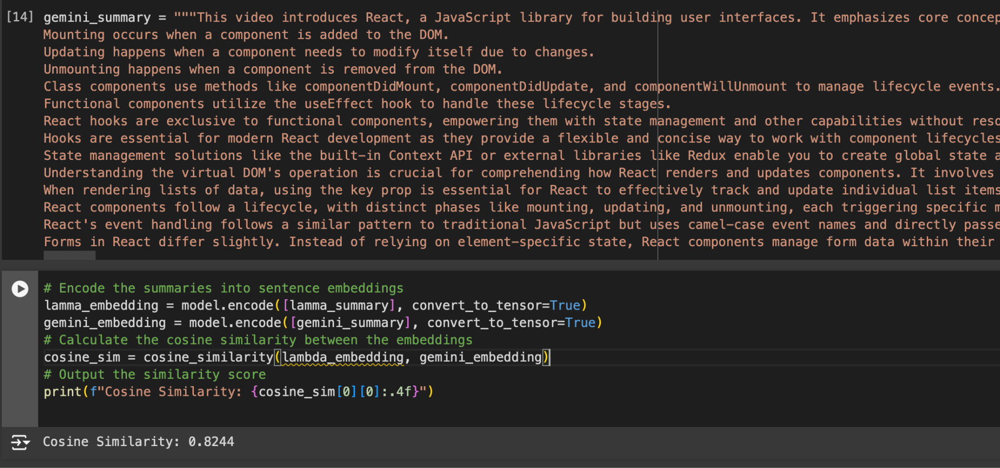 [14] gemini_summary = """This video introduces React, a JavaScript library for building user interfaces. It emphasizes core concep
Mounting occurs when a component is added to the DOM.
Updating happens when a component needs to modify itself due to changes.
Unmounting happens when a component is removed from the DOM.
Class components use methods like componentDidMount, componentDidUpdate, and componentWillUnmount to manage lifecycle events.
Functional components utilize the useEffect hook to handle these lifecycle stages.
React hooks are exclusive to functional components, empowering them with state management and other capabilities without reso
Hooks are essential for modern React development as they provide a flexible and concise way to work with component lifecycles
State management solutions like the built-in Context API or external libraries like Redux enable you to create global state a
Understanding the virtual DOM's operation is crucial for comprehending how React renders and updates components. It involves
When rendering lists of data, using the key prop is essential for React to effectively track and update individual list items
React components follow a lifecycle, with distinct phases like mounting, updating, and unmounting, each triggering specific m
React's event handling follows a similar pattern to traditional JavaScript but uses camel-case event names and directly passe
Forms in React differ slightly. Instead of relying on element-specific state, React components manage form data within their
# Encode the summaries into sentence embeddings
lamma_embedding = model.encode([lamma_summary], convert_to_tensor=True)
gemini_embedding = model.encode([gemini_summary], convert_to_tensor=True)
# Calculate the cosine similarity between the embeddings
cosine_sim = cosine_similarity(lambda_embedding, gemini_embedding)
# Output the similarity score
print(f"Cosine Similarity: {cosine_sim[0][0]:.4f}")
Cosine Similarity: 0.8244